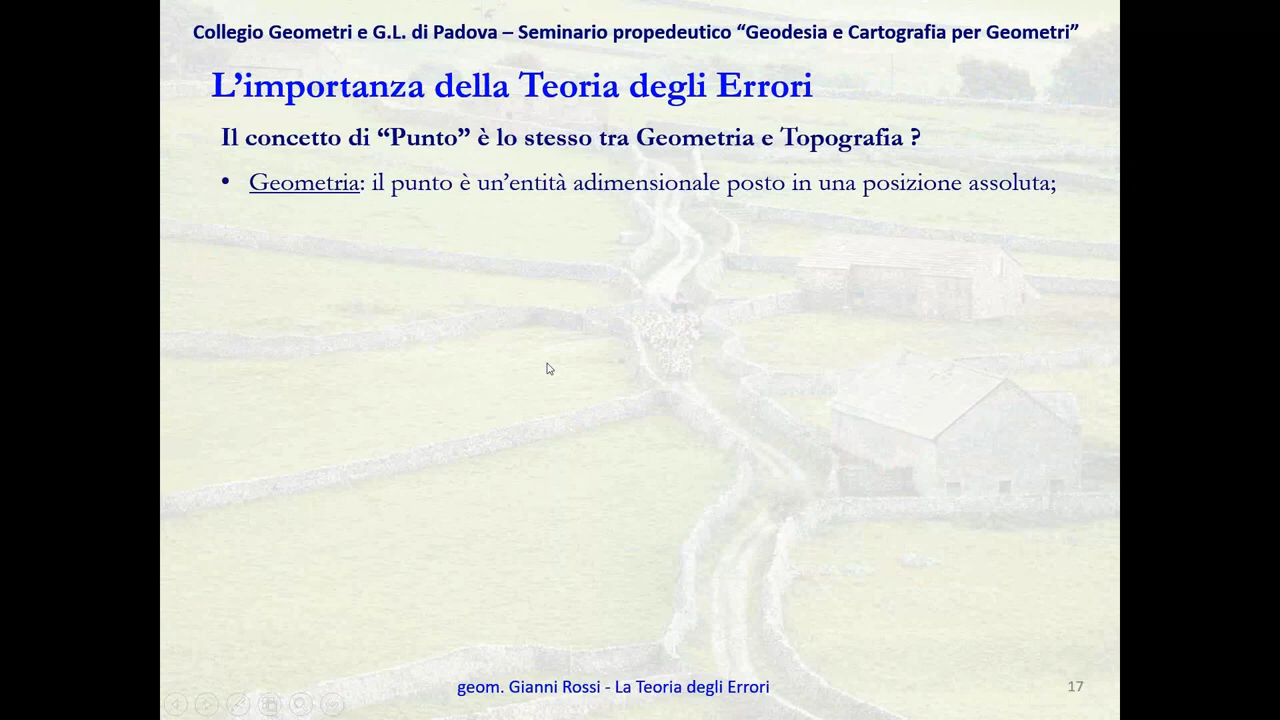 Collegio Geometri e G.L. di Padova – Seminario propedeutico “Geodesia e Cartografia per Geometri”
L’importanza della Teoria degli Errori
Il concetto di “Punto” è lo stesso tra Geometria e Topografia ?
• Geometria: il punto è un’entità adimensionale posto in una posizione assoluta;
geom. Gianni Rossi - La Teoria degli Errori
17